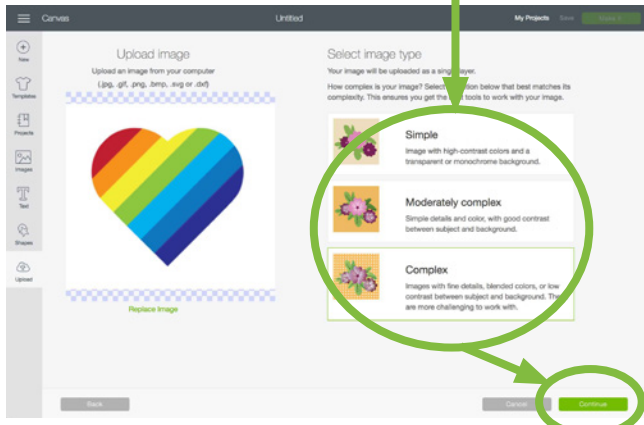 Canvas
Untitled
My Projects
Save
New
Templates
Projects
Images
Text
Shapes
Upload
Upload image
Upload an image from your computer
(.jpg, .gif, .png, .bmp, .svg or .dxf)
Replace Image
Select image type
Your image will be uploaded as a single layer.
How complex is your image? Select below that best matches its
complexity. This ensures you get the tools to work with your image.
Simple
Image with high-contrast colors and a
transparent or monochrome background.
Moderately complex
Simple details and color, with good contrast
between subject and background.
Complex
Images with fine details, blended colors, or low
contrast between subject and background. The
are more challenging to work with.
Back
Cancel
Continue